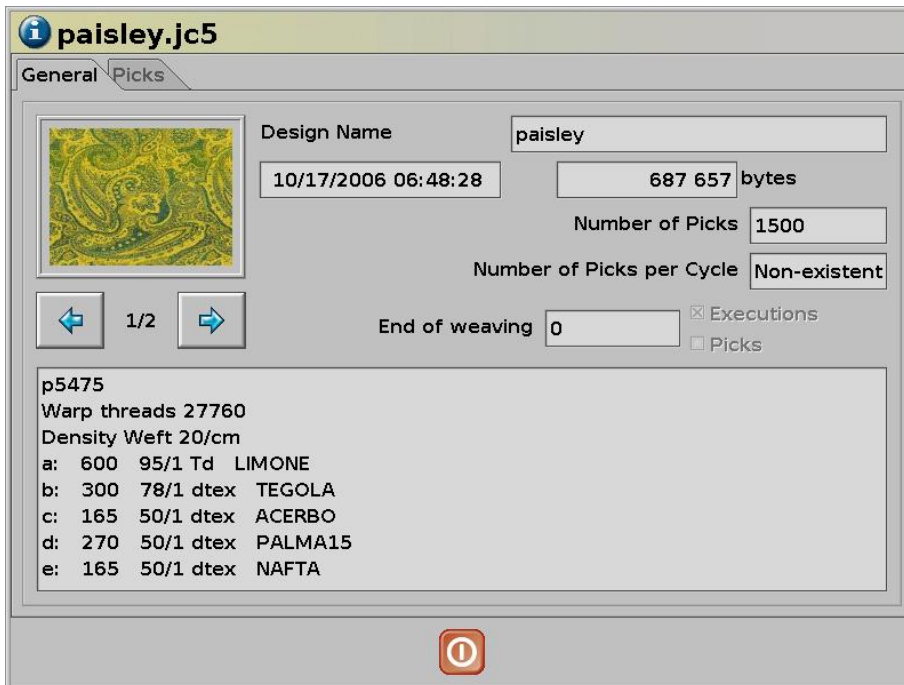 paisley.jc5
General Picks
Design Name paisley
10/17/2006 06:48:28 687 657 bytes
Number of Picks 1500
Number of Picks per Cycle Non-existent
1/2
End of weaving 0 Executions
Picks
p5475
Warp threads 27760
Density Weft 20/cm
a: 600 95/1 Td LIMONE
b: 300 78/1 dtex TEGOLA
c: 165 50/1 dtex ACERBO
d: 270 50/1 dtex PALMA15
e: 165 50/1 dtex NAFTA